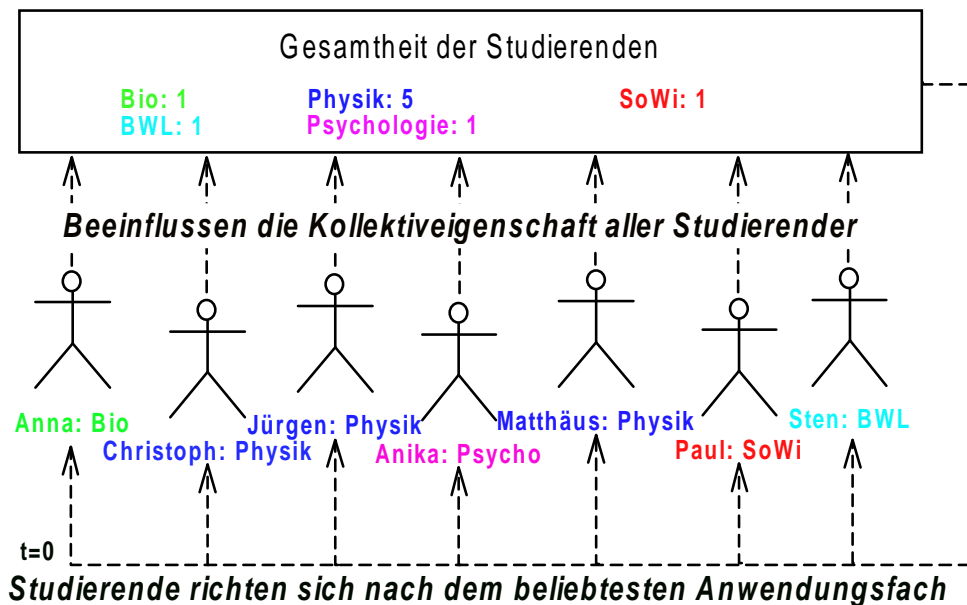 Gesamtheit der Studierenden
Bio: 1 Physik: 5 SoWi: 1
BWL: 1 Psychologie: 1
Beeinflussen die Kollektiveigenschaft aller Studierender
Anna: Bio Jürgen: Physik Matthäus: Physik Sten: BWL
Christoph: Physik Anika: Psycho Paul: SoWi
t=0
Studierende richten sich nach dem beliebtesten Anwendungsfach